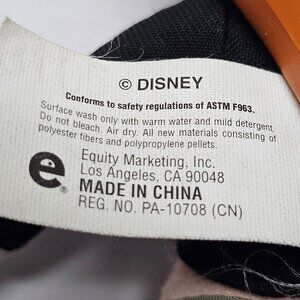 © DISNEY
Conforms to safety regulations of ASTM F963.
Surface wash only with warm water and mild detergent.
Do not bleach. Air dry. All new materials consisting of
polyester fibers and polypropylene pellets.
e®
Equity Marketing, Inc.
Los Angeles, CA 90048
MADE IN CHINA
REG. NO. PA-10708 (CN)